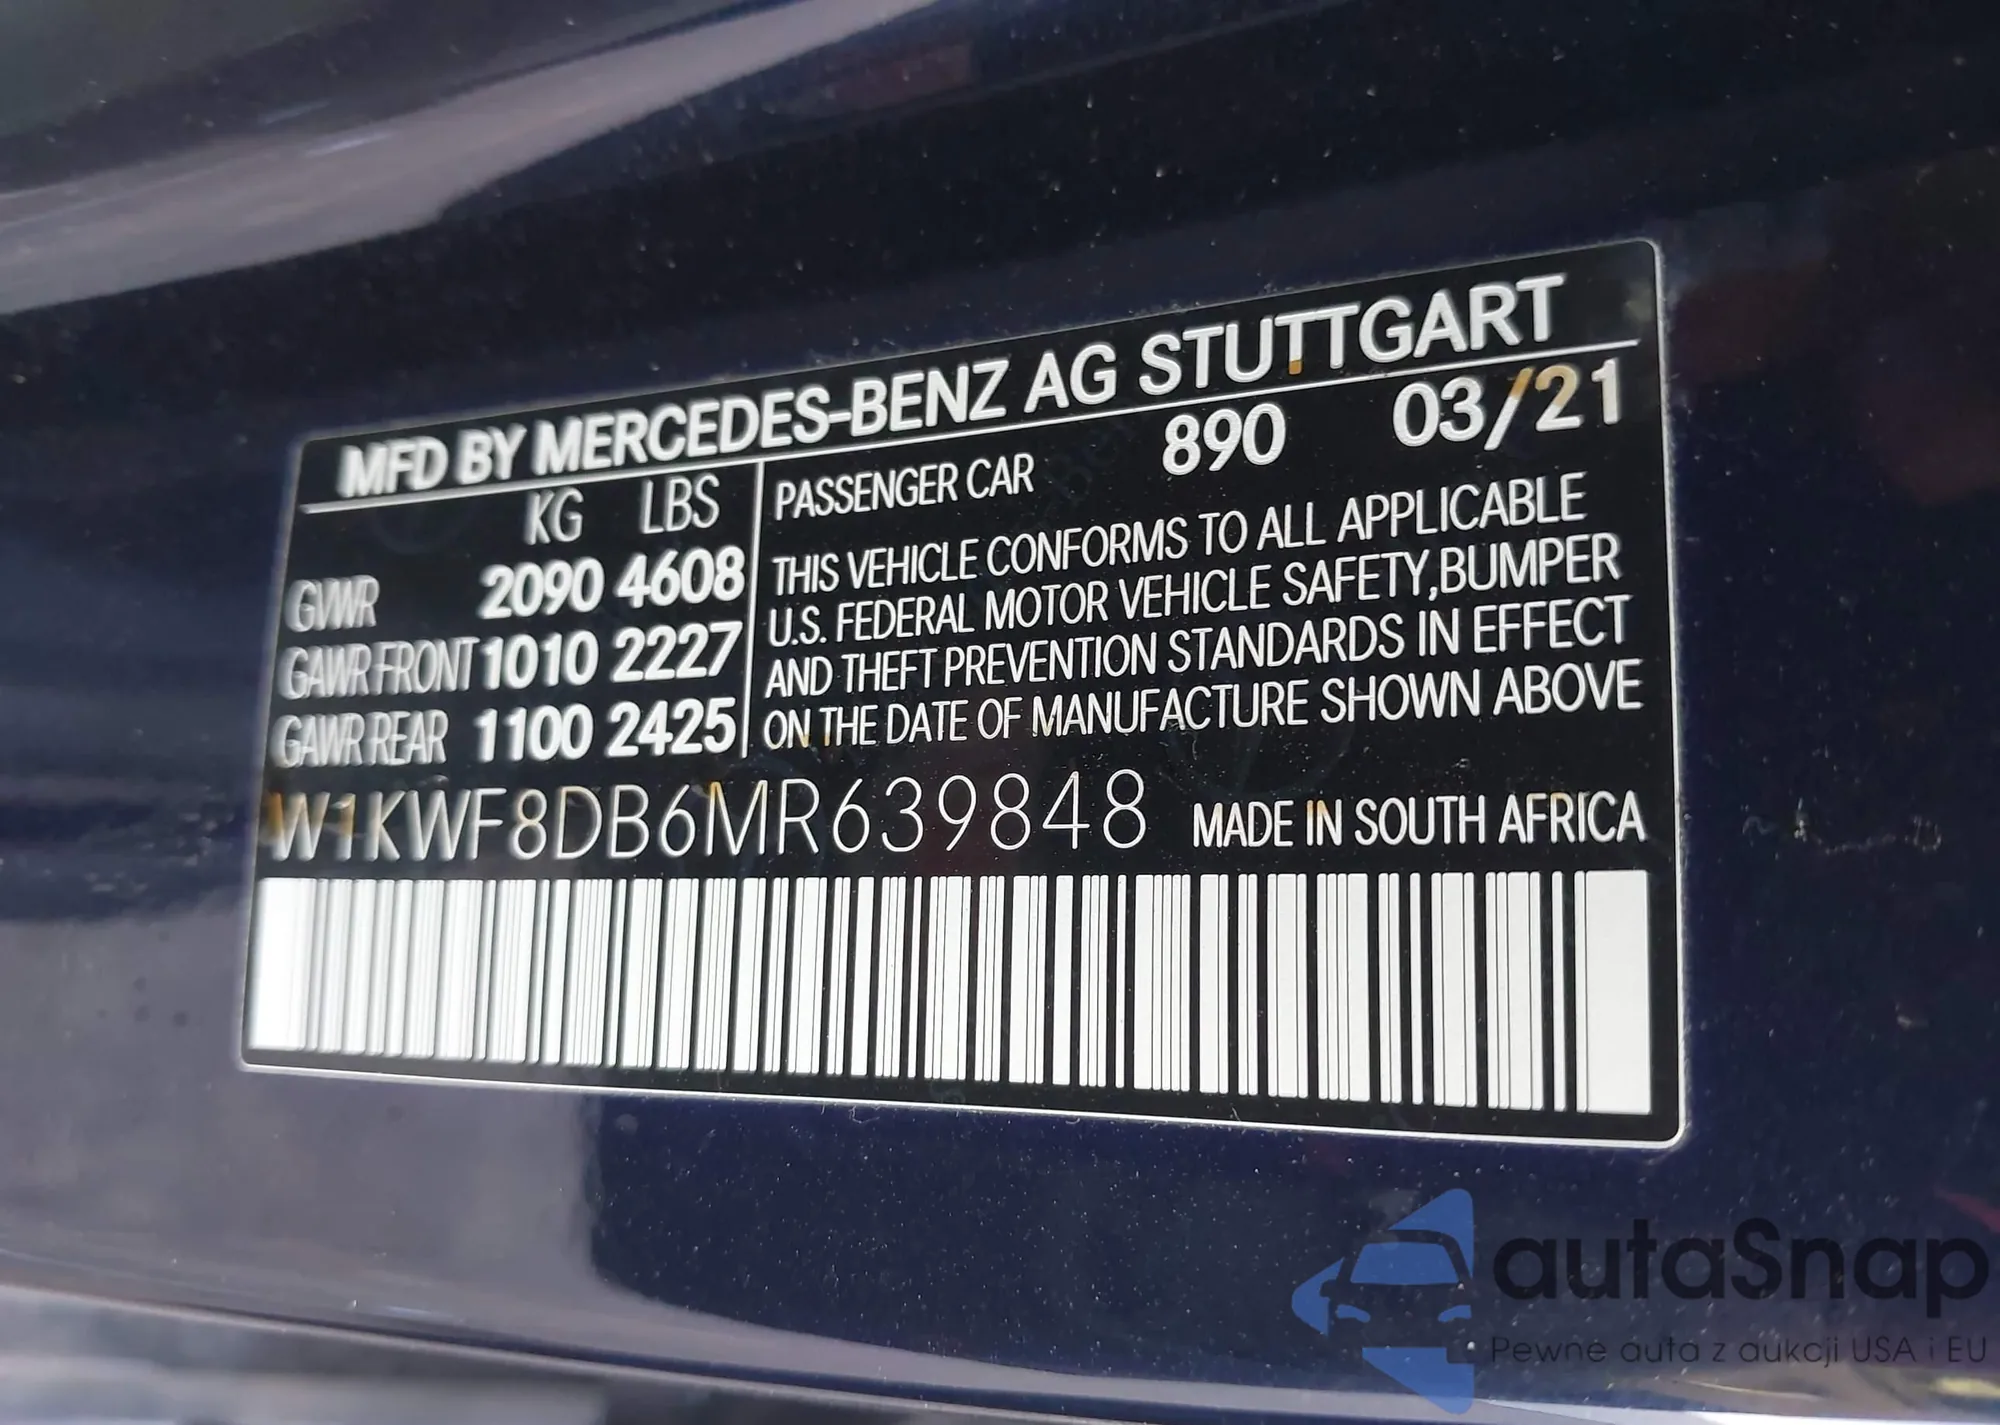 MFD BY MERCEDES-BENZ AG STUTTGART
KG LBS
GVWR 2090 4608
GAWR FRONT 1010 2227
GAWR REAR 1100 2425
PASSENGER CAR 890 03/21
THIS VEHICLE CONFORMS TO ALL APPLICABLE
U.S. FEDERAL MOTOR VEHICLE SAFETY,BUMPER
AND THEFT PREVENTION STANDARDS IN EFFECT
ON THE DATE OF MANUFACTURE SHOWN ABOVE
W1KWF8DB6MR639848 MADE IN SOUTH AFRICA
autaSnap
Pewne auta z aukcji USA i EU